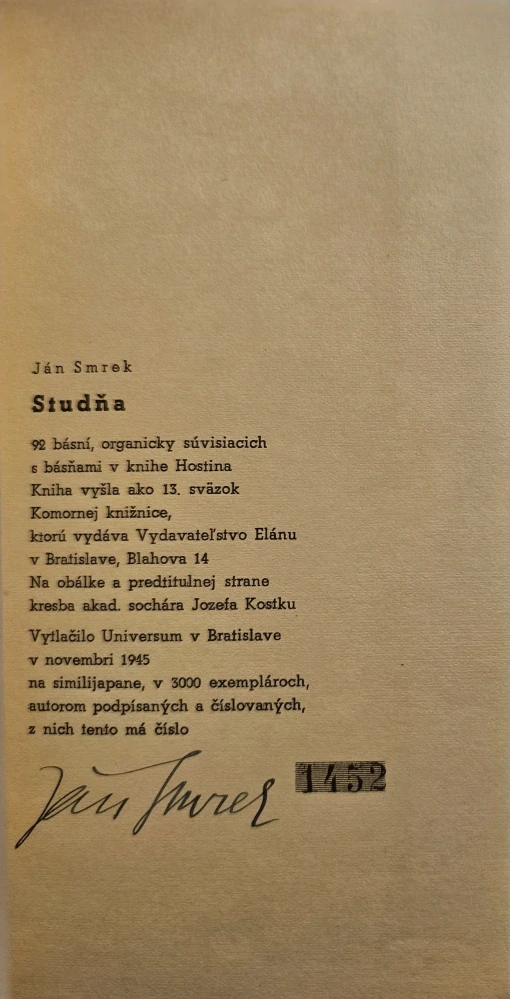 Ján Smrek
Studňa
92 básní, organicky súvisiacich
s básňami v knihe Hostina
Kniha vyšla ako 13. sväzok
Komornej knižnice,
ktorú vydáva Vydavateľstvo Elánu
v Bratislave, Blahova 14
Na obálke a predtitulnej strane
kresba akad. sochára Jozefa Kostku
Vytlačilo Universum v Bratislave
v novembri 1945
na similijapane, v 3000 exemplároch,
autorom podpísaných a číslovaných,
z nich tento má číslo
Ján Smrek 1452